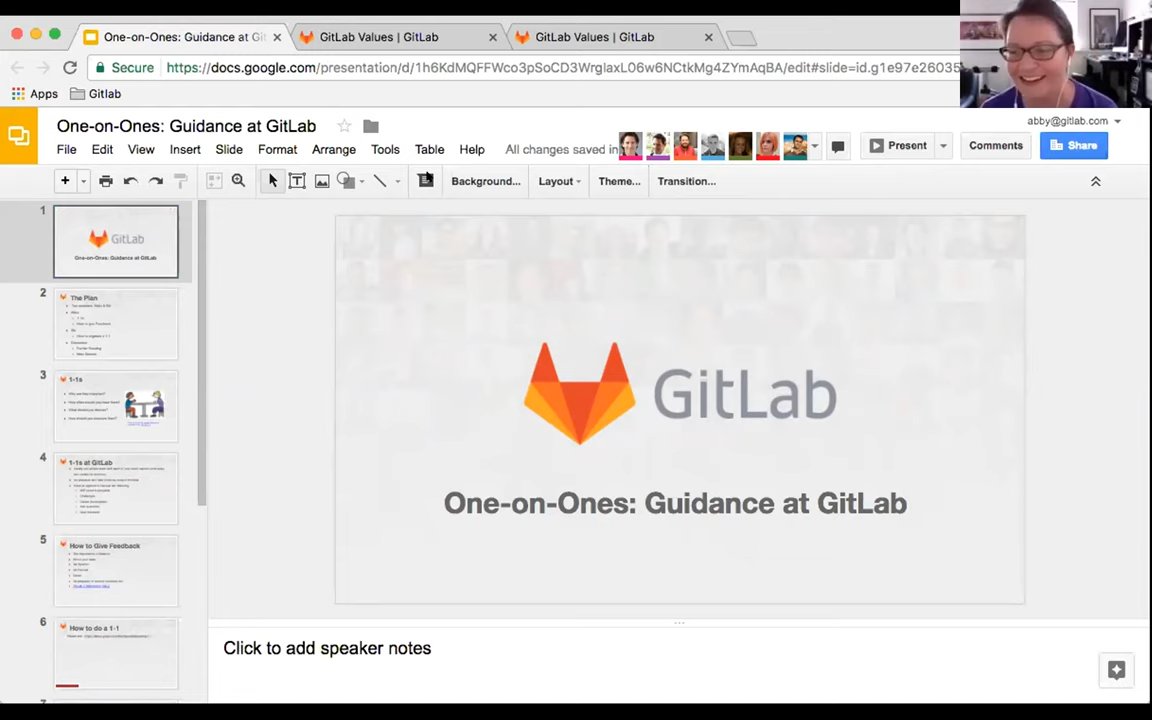 One-on-Ones: Guidance at Git
GitLab Values | GitLab
GitLab Values | GitLab
Secure https://docs.google.com/presentation/d/1h6KdMQFFWco3pSoCD3WrglaxL06w6NCtkMg4ZYmAqBA/edit#slide=id.g1e97e26035
Apps Gitlab
abby@gitlab.com
One-on-Ones: Guidance at GitLab
File Edit View Insert Slide Format Arrange Tools Table Help All changes saved in
Present Comments Share
Background... Layout Theme... Transition...
1
GitLab
One-on-Ones: Guidance at GitLab
2
The Plan
3
1-1s
4
1-1s at GitLab
5
How to Give Feedback
6
How to do a 1-1
GitLab
One-on-Ones: Guidance at GitLab
Click to add speaker notes